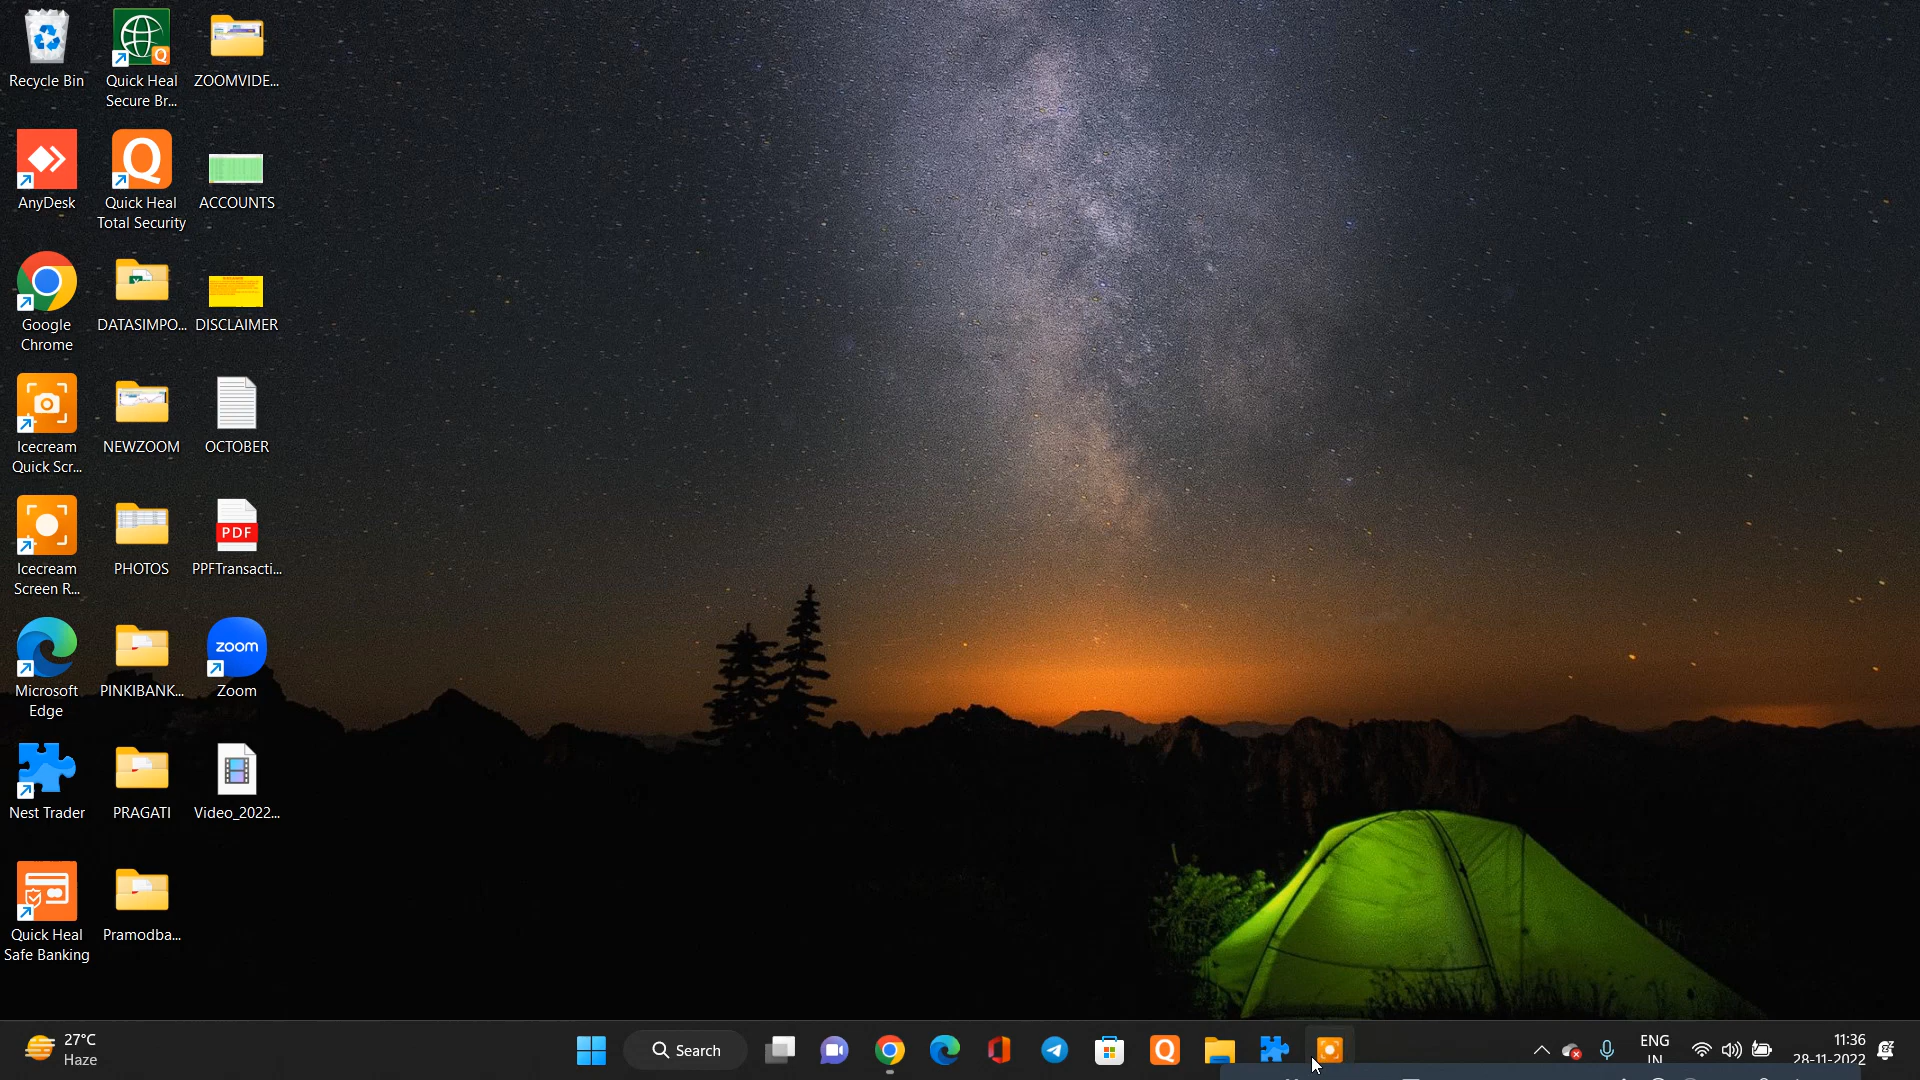 Recycle Bin
Quick Heal
Secure Br...
ZOOMVIDE...
AnyDesk
Quick Heal
Total Security
ACCOUNTS
Google
Chrome
DATASIMPO...
DISCLAIMER
Icecream
Quick Scr...
NEWZOOM
OCTOBER
Icecream
Screen R...
PHOTOS
PDF
PPFTransacti...
Microsoft
Edge
PINKIBANK...
zoom
Zoom
Nest Trader
PRAGATI
Video_2022...
Quick Heal
Safe Banking
Pramodba...
27°C
Haze
Search
ENG
IN
11:36
28-11-2022